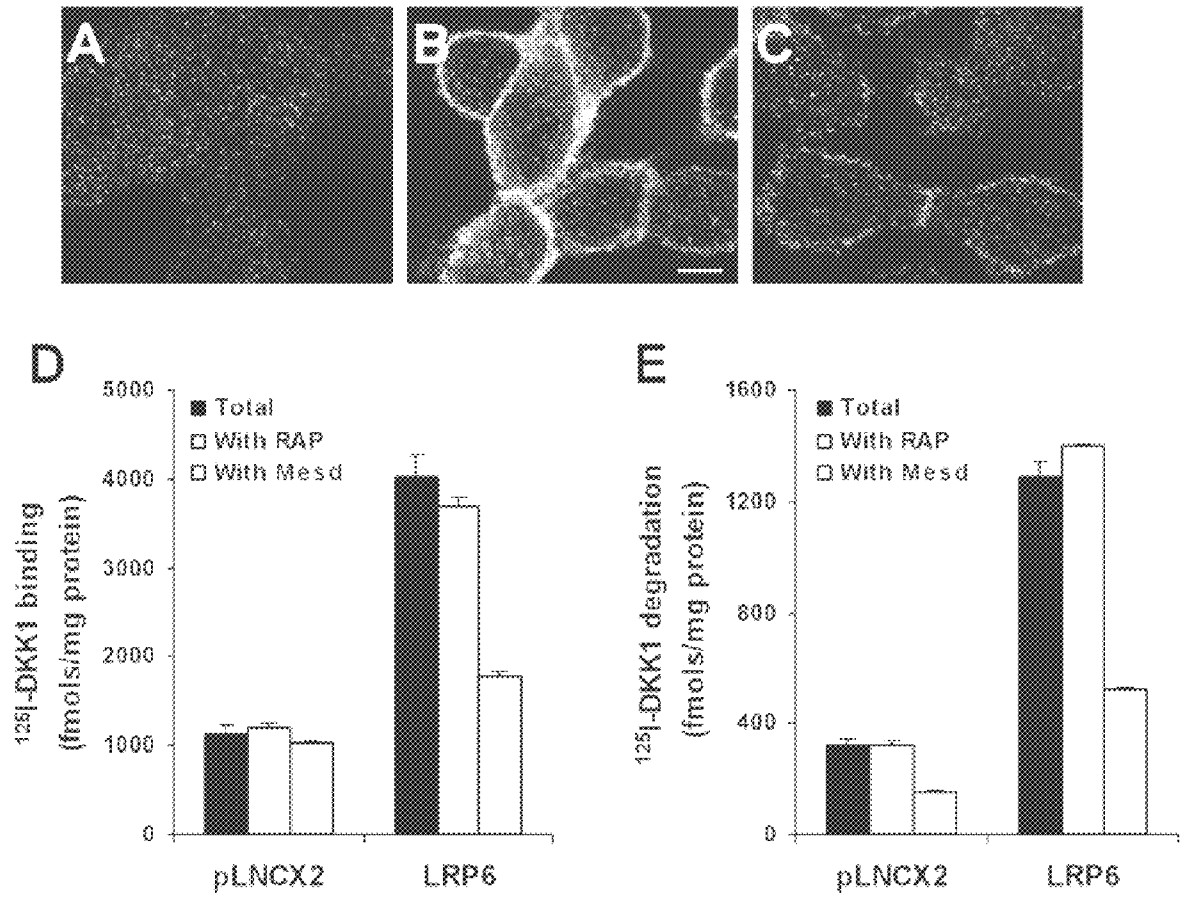 A
B
C
D
5000
4000
3000
2000
1000
0
¹²⁵I-DKK1 binding
(fmols/mg protein)
Total
With RAP
With Mesd
pLNCX2
LRP6
E
1600
1200
800
400
0
¹²⁵I-DKK1 degradation
(fmols/mg protein)
Total
With RAP
With Mesd
pLNCX2
LRP6